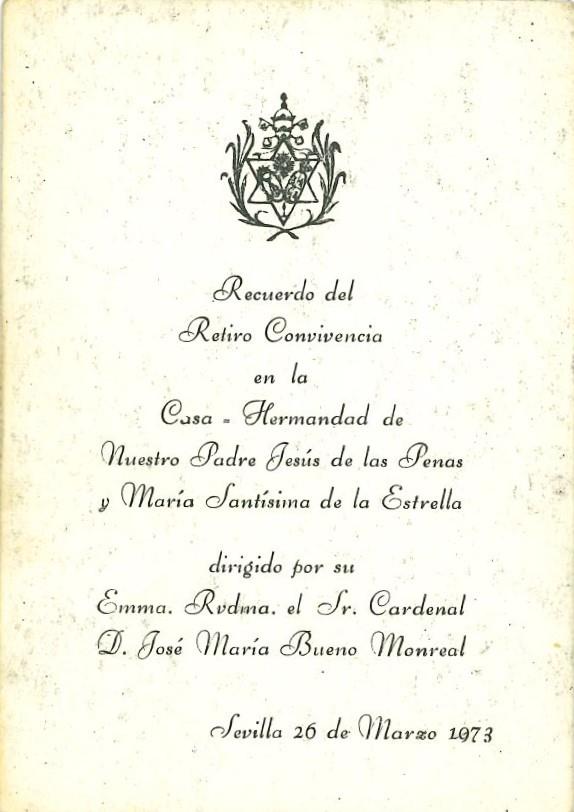 Recuerdo del
Retiro Convivencia
en la
Casa = Hermandad de
Nuestro Padre Jesús de las Penas
y María Santísima de la Estrella
dirigido por su
Emma. Rvdma. el Sr. Cardenal
D. José María Bueno Monreal
Sevilla 26 de Marzo 1973